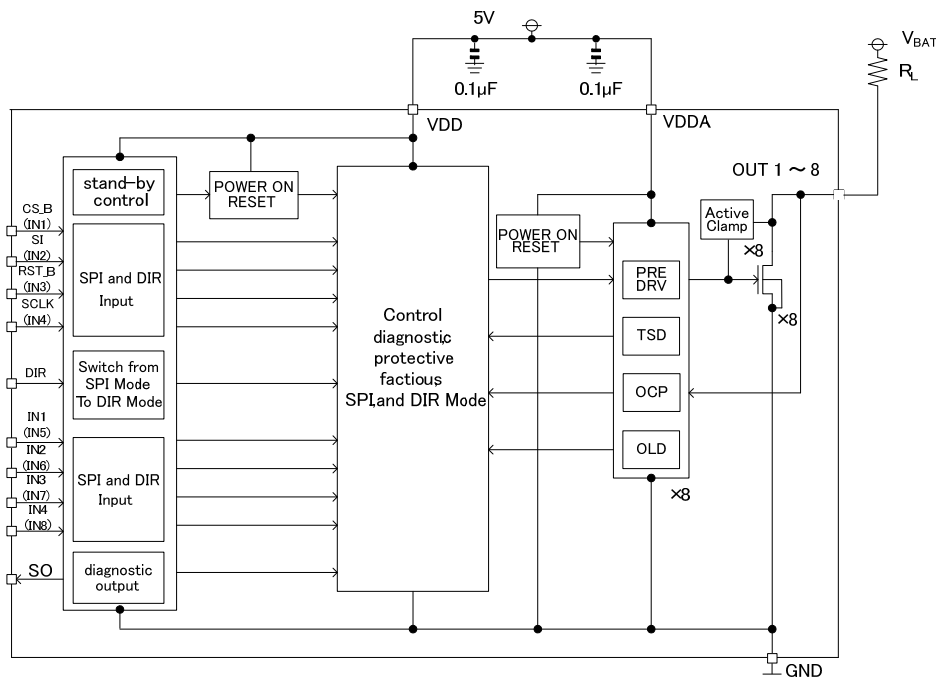 5V
V_BAT
R_L
0.1μF
0.1μF
VDD
VDDA
OUT 1 ～ 8
stand-by
control
POWER ON
RESET
CS_B
(IN1)
SI
(IN2)
RST_B
(IN3)
SCLK
(IN4)
SPI and DIR
Input
Active
Clamp
×8
POWER ON
RESET
PRE
DRV
×8
Control
diagnostic,
protective
factious,
SPI,and DIR Mode
TSD
DIR
Switch from
SPI Mode
To DIR Mode
OCP
IN1
(IN5)
IN2
(IN6)
IN3
(IN7)
IN4
(IN8)
SPI and DIR
Input
OLD
×8
SO
diagnostic
output
GND